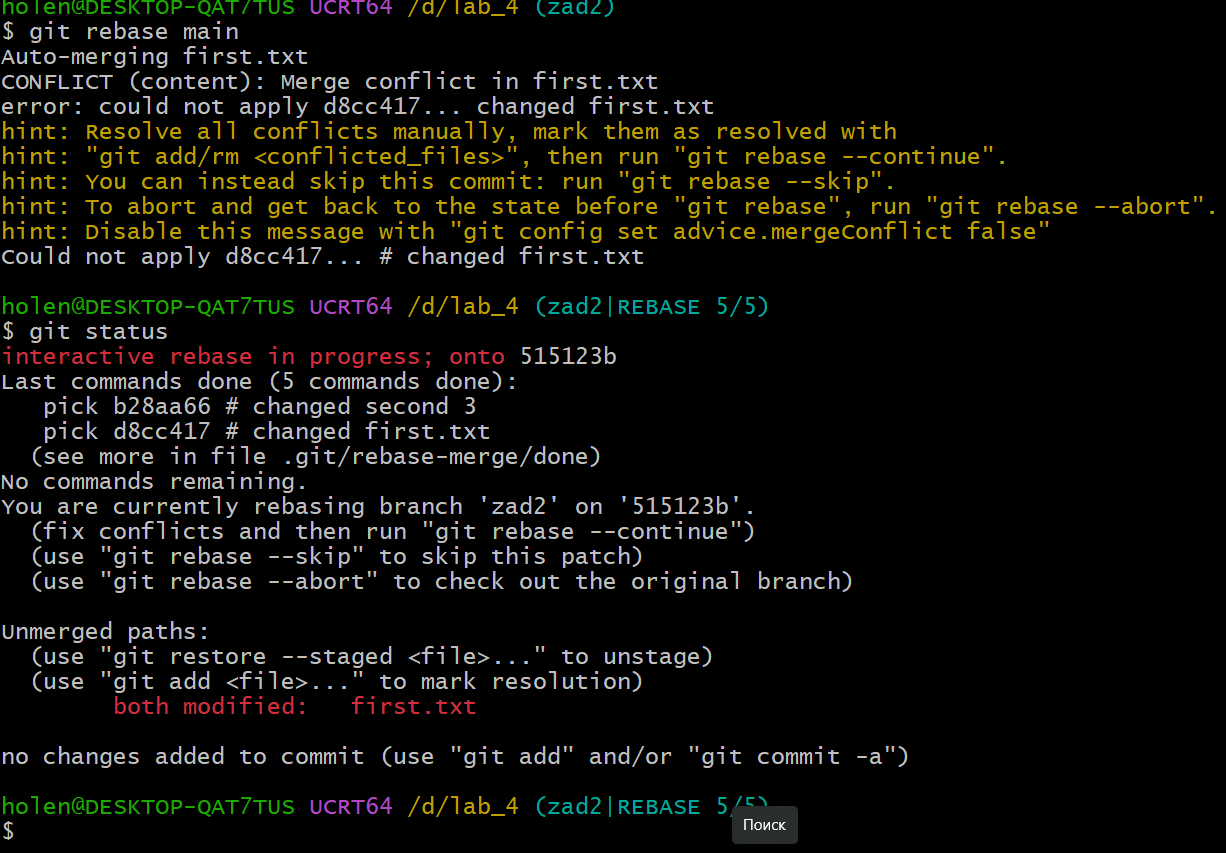 holen@DESKTOP-QAT7TUS UCRT64 /d/lab_4 (zad2)
$ git rebase main
Auto-merging first.txt
CONFLICT (content): Merge conflict in first.txt
error: could not apply d8cc417... changed first.txt
hint: Resolve all conflicts manually, mark them as resolved with
hint: "git add/rm <conflicted_files>", then run "git rebase --continue".
hint: You can instead skip this commit: run "git rebase --skip".
hint: To abort and get back to the state before "git rebase", run "git rebase --abort".
hint: Disable this message with "git config set advice.mergeConflict false"
Could not apply d8cc417... # changed first.txt
holen@DESKTOP-QAT7TUS UCRT64 /d/lab_4 (zad2|REBASE 5/5)
$ git status
interactive rebase in progress; onto 515123b
Last commands done (5 commands done):
   pick b28aa66 # changed second 3
   pick d8cc417 # changed first.txt
  (see more in file .git/rebase-merge/done)
No commands remaining.
You are currently rebasing branch 'zad2' on '515123b'.
  (fix conflicts and then run "git rebase --continue")
  (use "git rebase --skip" to skip this patch)
  (use "git rebase --abort" to check out the original branch)
Unmerged paths:
  (use "git restore --staged <file>..." to unstage)
  (use "git add <file>..." to mark resolution)
        both modified:   first.txt
no changes added to commit (use "git add" and/or "git commit -a")
holen@DESKTOP-QAT7TUS UCRT64 /d/lab_4 (zad2|REBASE 5/5)
$
Поиск